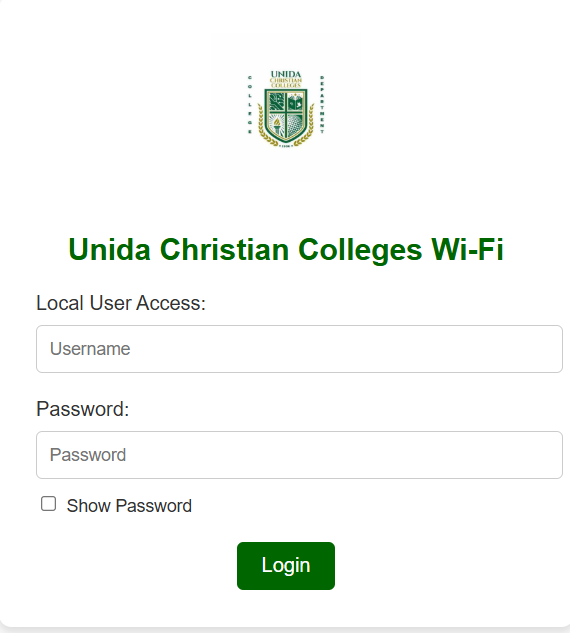 UNIDA
CHRISTIAN
COLLEGES
COLLEGE
DEPARTMENT
Unida Christian Colleges Wi-Fi
Local User Access:
Username
Password:
Password
Show Password
Login